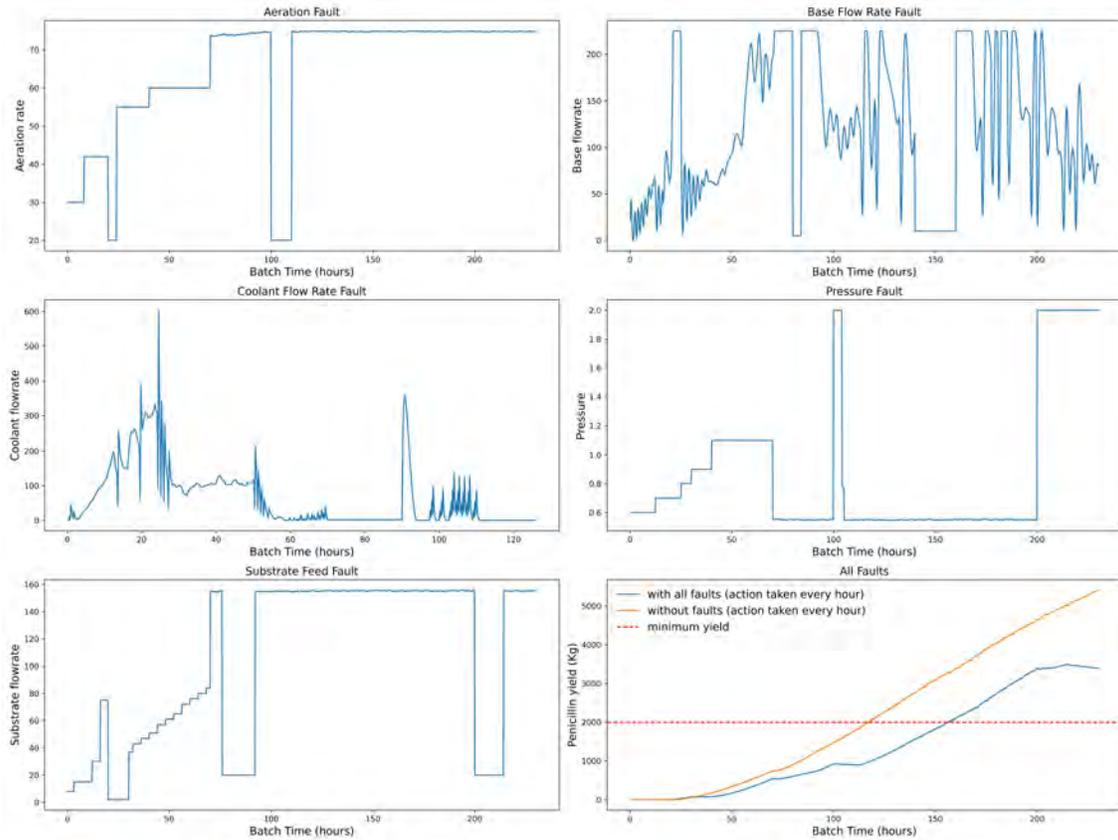 Aeration Fault
Aeration rate
70
60
50
40
30
20
0 50 100 150 200
Batch Time (hours)
Base Flow Rate Fault
Base flowrate
200
150
100
50
0
0 50 100 150 200
Batch Time (hours)
Coolant Flow Rate Fault
Coolant flowrate
600
500
400
300
200
100
0
0 20 40 60 80 100 120
Batch Time (hours)
Pressure Fault
Pressure
2.0
1.8
1.6
1.4
1.2
1.0
0.8
0.6
0 50 100 150 200
Batch Time (hours)
Substrate Feed Fault
Substrate flowrate
160
140
120
100
80
60
40
20
0
0 50 100 150 200
Batch Time (hours)
All Faults
with all faults (action taken every hour)
without faults (action taken every hour)
minimum yield
Penicillin yield (Kg)
5000
4000
3000
2000
1000
0
0 50 100 150 200
Batch Time (hours)